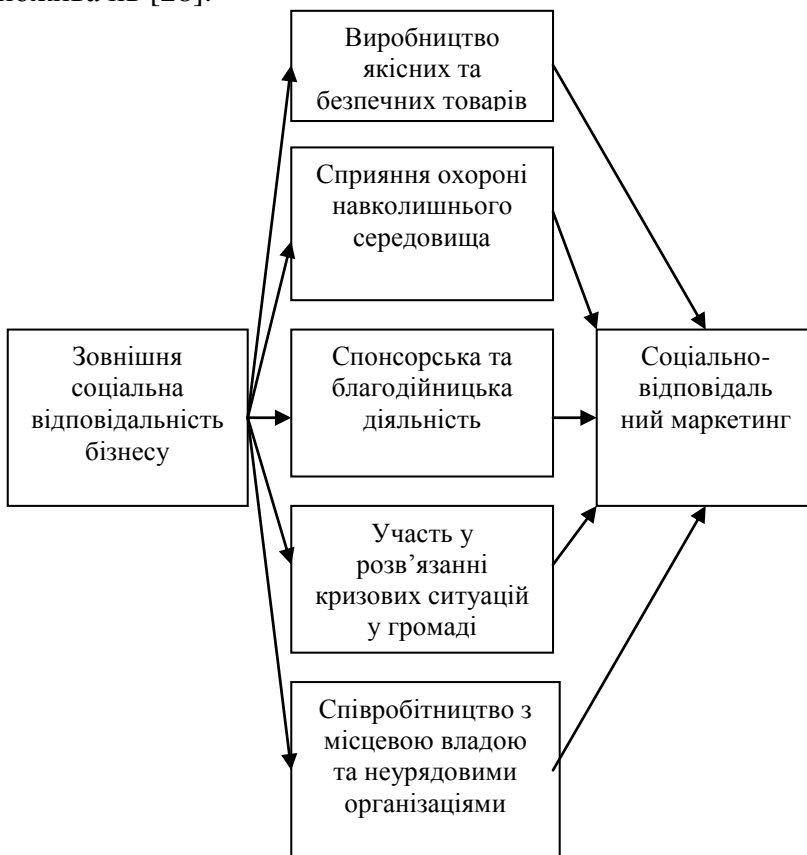 [28].
Виробництво
якісних та
безпечних товарів
Сприяння охороні
навколишнього
середовища
Зовнішня
соціальна
відповідальність
бізнесу
Спонсорська та
благодійницька
діяльність
Соціально-
відповідаль
ний маркетинг
Участь у
розв’язанні
кризових ситуацій
у громаді
Співробітництво з
місцевою владою
та неурядовими
організаціями